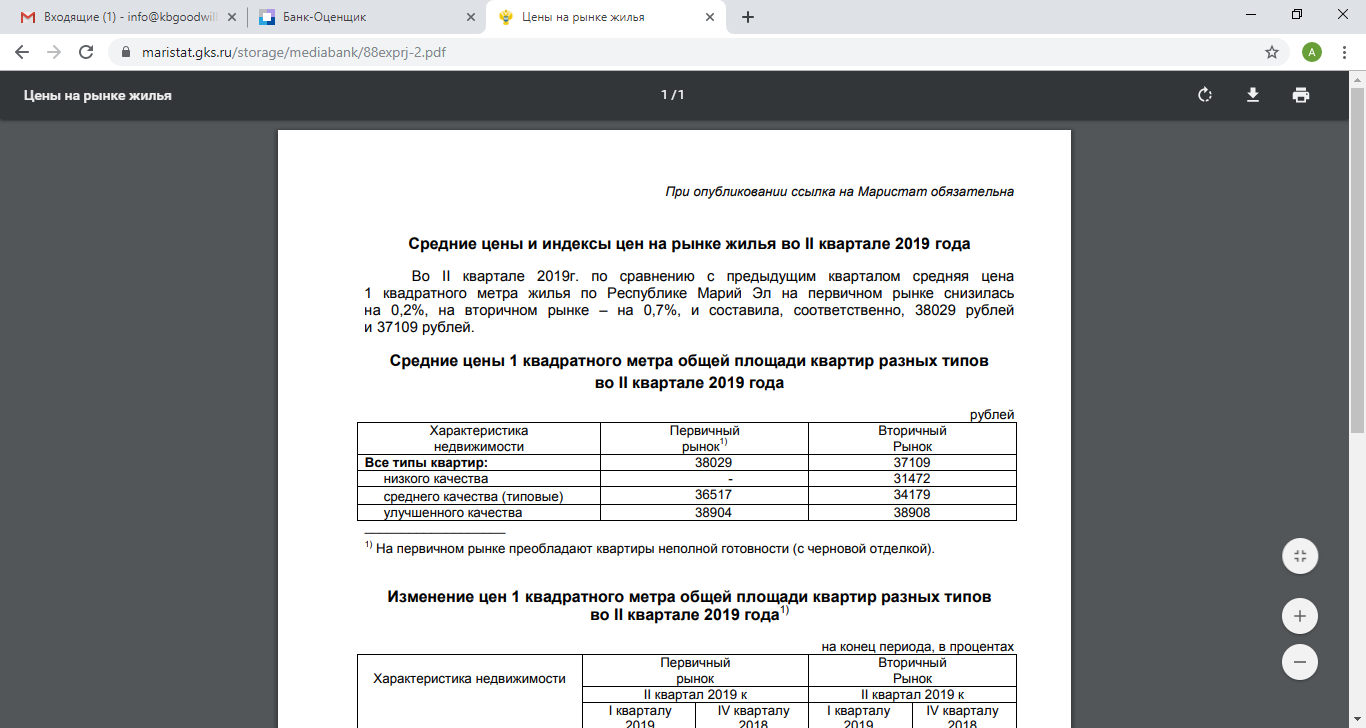 Входящие (1) - info@kbgoodwill
Банк-Оценщик
Цены на рынке жилья
maristat.gks.ru/storage/mediabank/88exprj-2.pdf
A
Цены на рынке жилья
1 / 1
При опубликовании ссылка на Маристат обязательна
Средние цены и индексы цен на рынке жилья во II квартале 2019 года
Во II квартале 2019г. по сравнению с предыдущим кварталом средняя цена
1 квадратного метра жилья по Республике Марий Эл на первичном рынке снизилась
на 0,2%, на вторичном рынке – на 0,7%, и составила, соответственно, 38029 рублей
и 37109 рублей.
Средние цены 1 квадратного метра общей площади квартир разных типов
во II квартале 2019 года
рублей
Характеристика недвижимости Первичный рынок1) Вторичный Рынок
Все типы квартир: 38029 37109
низкого качества - 31472
среднего качества (типовые) 36517 34179
улучшенного качества 38904 38908
1) На первичном рынке преобладают квартиры неполной готовности (с черновой отделкой).
Изменение цен 1 квадратного метра общей площади квартир разных типов
во II квартале 2019 года1)
на конец периода, в процентах
Характеристика недвижимости Первичный рынок Вторичный Рынок
II квартал 2019 к II квартал 2019 к
I кварталу IV кварталу I кварталу IV кварталу
2019 2018 2019 2018